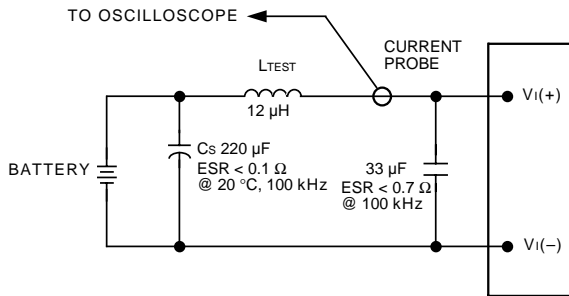 TO OSCILLOSCOPE
CURRENT
PROBE
LTEST
12 µH
VI(+)
CS 220 µF
ESR < 0.1 Ω
@ 20 °C, 100 kHz
BATTERY
33 µF
ESR < 0.7 Ω
@ 100 kHz
VI(–)